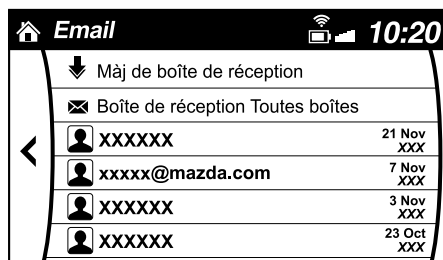 Email 10:20
Màj de boîte de réception
Boîte de réception Toutes boîtes
XXXXXX 21 Nov
XXX
xxxxx@mazda.com 7 Nov
XXX
XXXXXX 3 Nov
XXX
XXXXXX 23 Oct
XXX